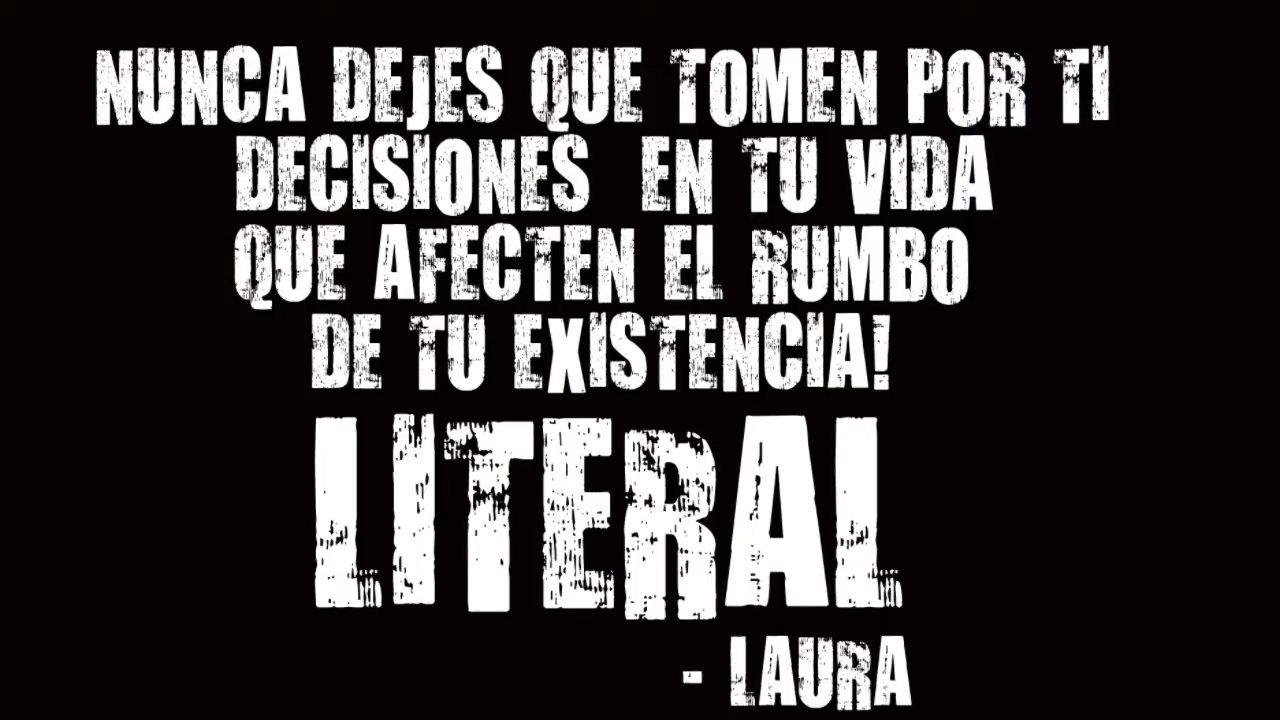 NUNCA DEJES QUE TOMEN POR TI
DECISIONES EN TU VIDA
QUE AFECTEN EL RUMBO
DE TU EXISTENCIA!
LITERAL
- LAURA